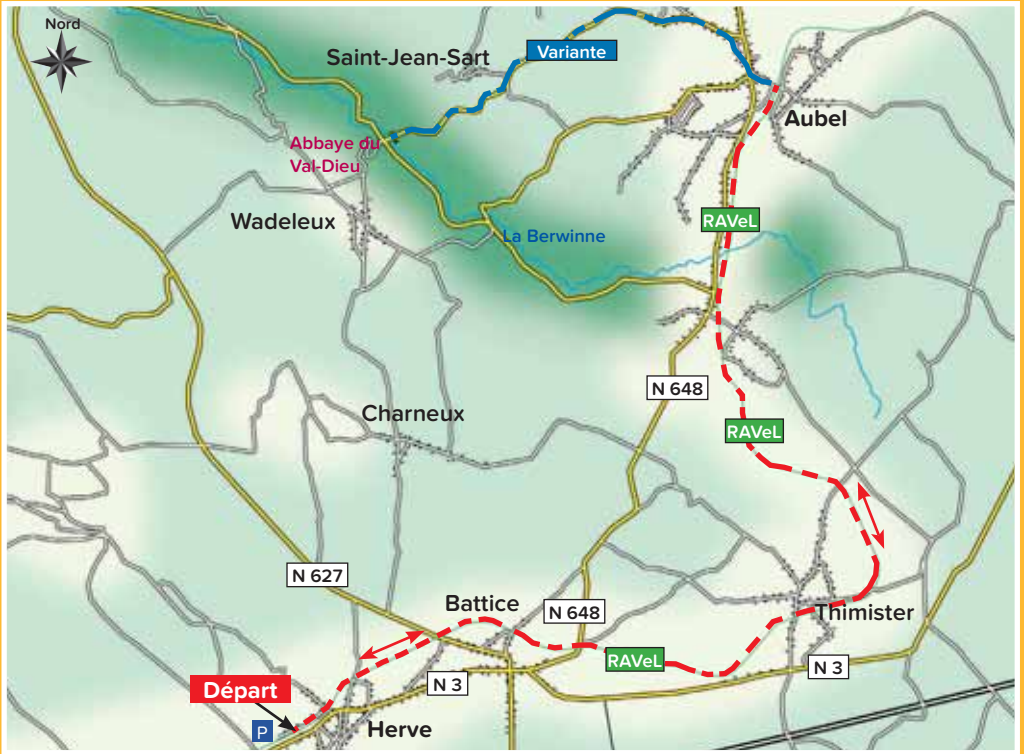 Nord
Saint-Jean-Sart
Variante
Aubel
Abbaye du
Val-Dieu
Wadeleux
RAVeL
La Berwinne
N 648
Charneux
RAVeL
N 627
Battice
N 648
Thimister
RAVeL
N 3
N 3
Départ
P
Herve